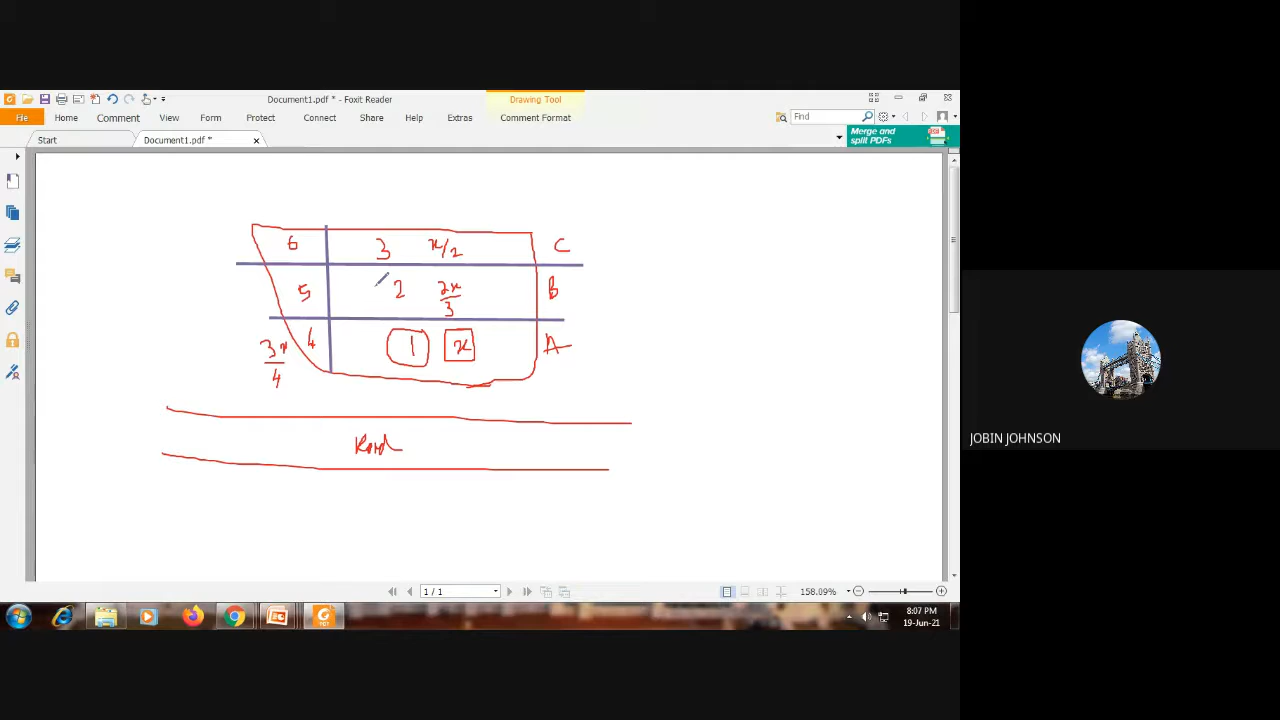 Document1.pdf * - Foxit Reader
Drawing Tool
File Home Comment View Form Protect Connect Share Help Extras Comment Format
Find
Start Document1.pdf *
Merge and
split PDFs
6 3 x/2 C
5 2 2x/3 B
3x/4 4 1 x A
Road
JOBIN JOHNSON
1 / 1
158.09%
8:07 PM
19-Jun-21